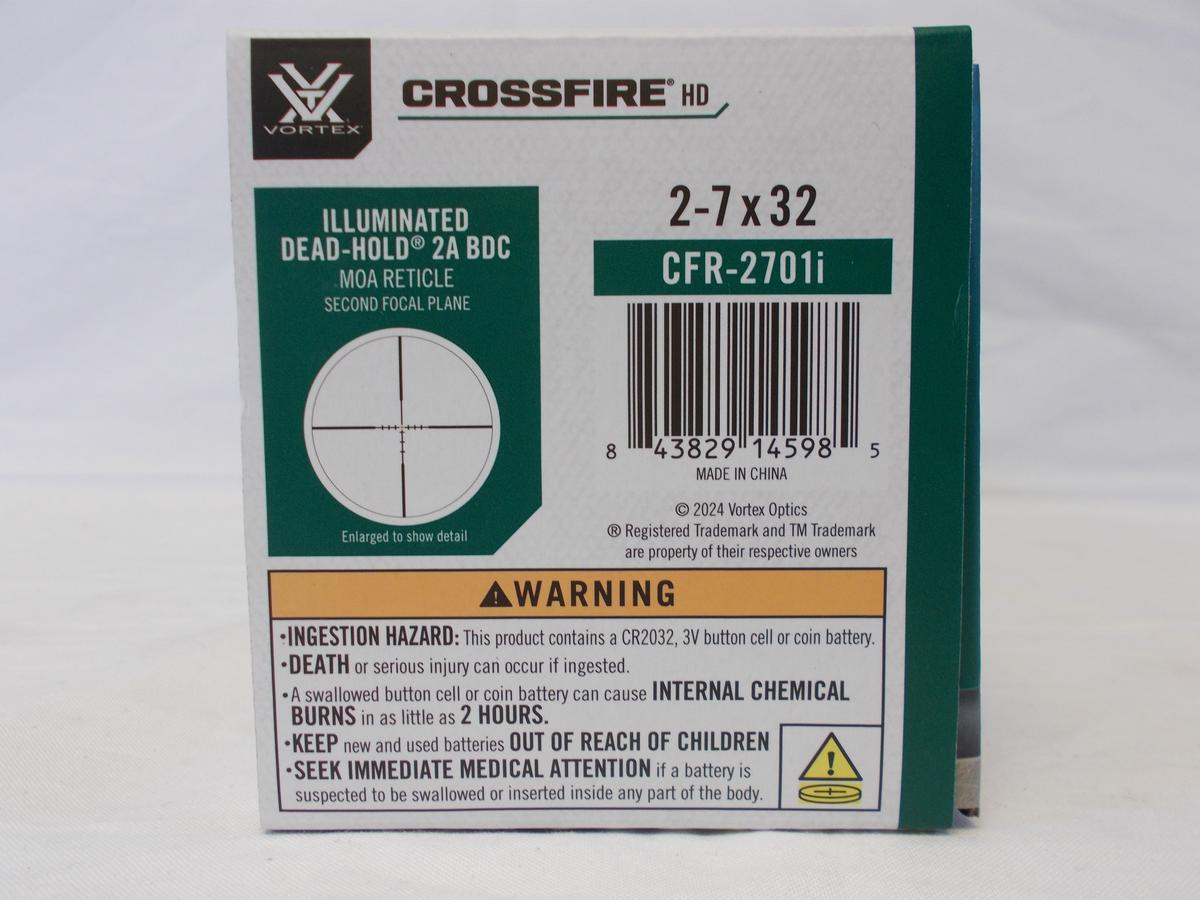 VORTEX
CROSSFIRE® HD
ILLUMINATED
DEAD-HOLD® 2A BDC
MOA RETICLE
SECOND FOCAL PLANE
Enlarged to show detail
2-7 x 32
CFR-2701i
8 43829 14598 5
MADE IN CHINA
© 2024 Vortex Optics
® Registered Trademark and TM Trademark
are property of their respective owners
WARNING
•INGESTION HAZARD: This product contains a CR2032, 3V button cell or coin battery.
•DEATH or serious injury can occur if ingested.
•A swallowed button cell or coin battery can cause INTERNAL CHEMICAL
BURNS in as little as 2 HOURS.
•KEEP new and used batteries OUT OF REACH OF CHILDREN
•SEEK IMMEDIATE MEDICAL ATTENTION if a battery is
suspected to be swallowed or inserted inside any part of the body.